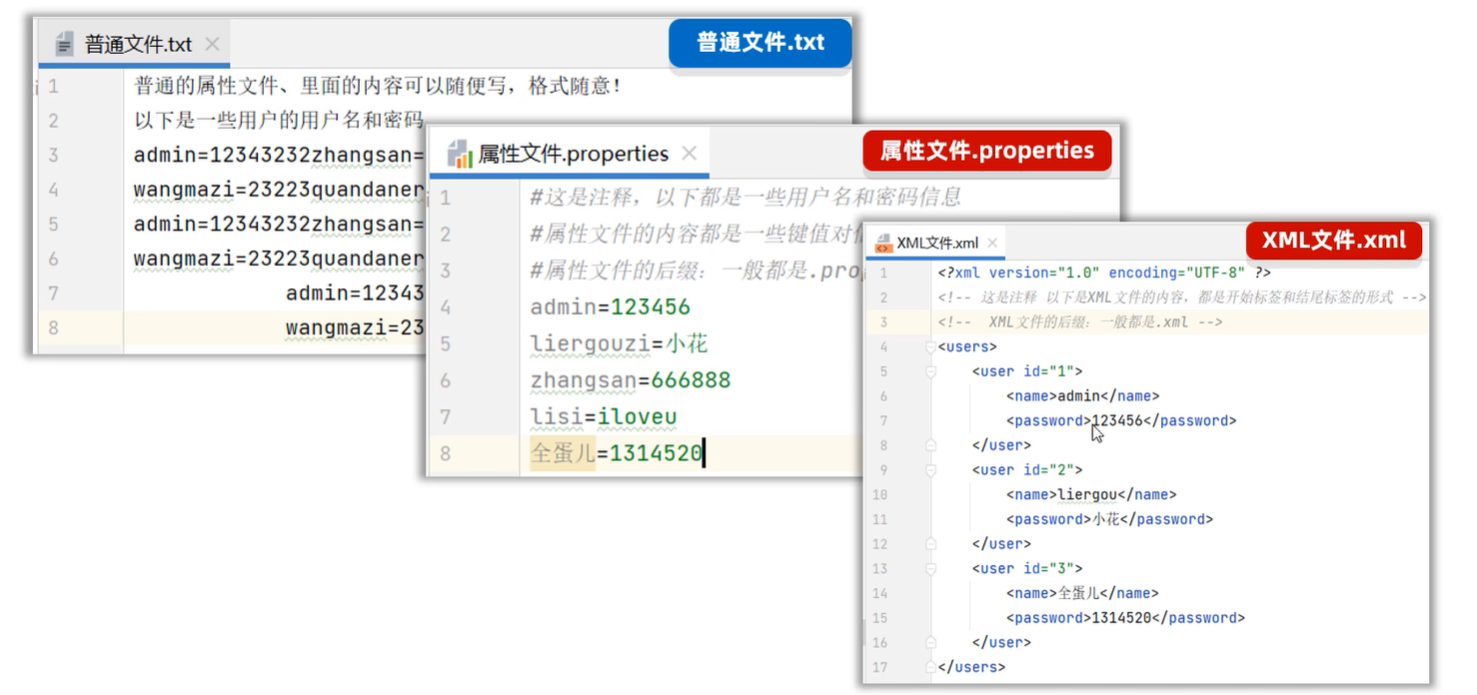 普通文件.txt
普通文件.txt
1 普通的属性文件、里面的内容可以随便写，格式随意！
2 以下是一些用户的用户名和密码
3 admin=12343232zhangsan=
4 wangmazi=23223quandaner
5 admin=12343232zhangsan=
6 wangmazi=23223quandaner
7 admin=12343
8 wangmazi=23
属性文件.properties
属性文件.properties
1 #这是注释，以下都是一些用户名和密码信息
2 #属性文件的内容都是一些键值对
3 #属性文件的后缀：一般都是.pro
4 admin=123456
5 liergouzi=小花
6 zhangsan=666888
7 lisi=iloveu
8 全蛋儿=1314520
XML文件.xml
XML文件.xml
1 <?xml version="1.0" encoding="UTF-8" ?>
2 <!-- 这是注释 以下是XML文件的内容，都是开始标签和结尾标签的形式 -->
3 <!-- XML文件的后缀：一般都是.xml -->
4 <users>
5 <user id="1">
6 <name>admin</name>
7 <password>123456</password>
8 </user>
9 <user id="2">
10 <name>liergou</name>
11 <password>小花</password>
12 </user>
13 <user id="3">
14 <name>全蛋儿</name>
15 <password>1314520</password>
16 </user>
17 </users>